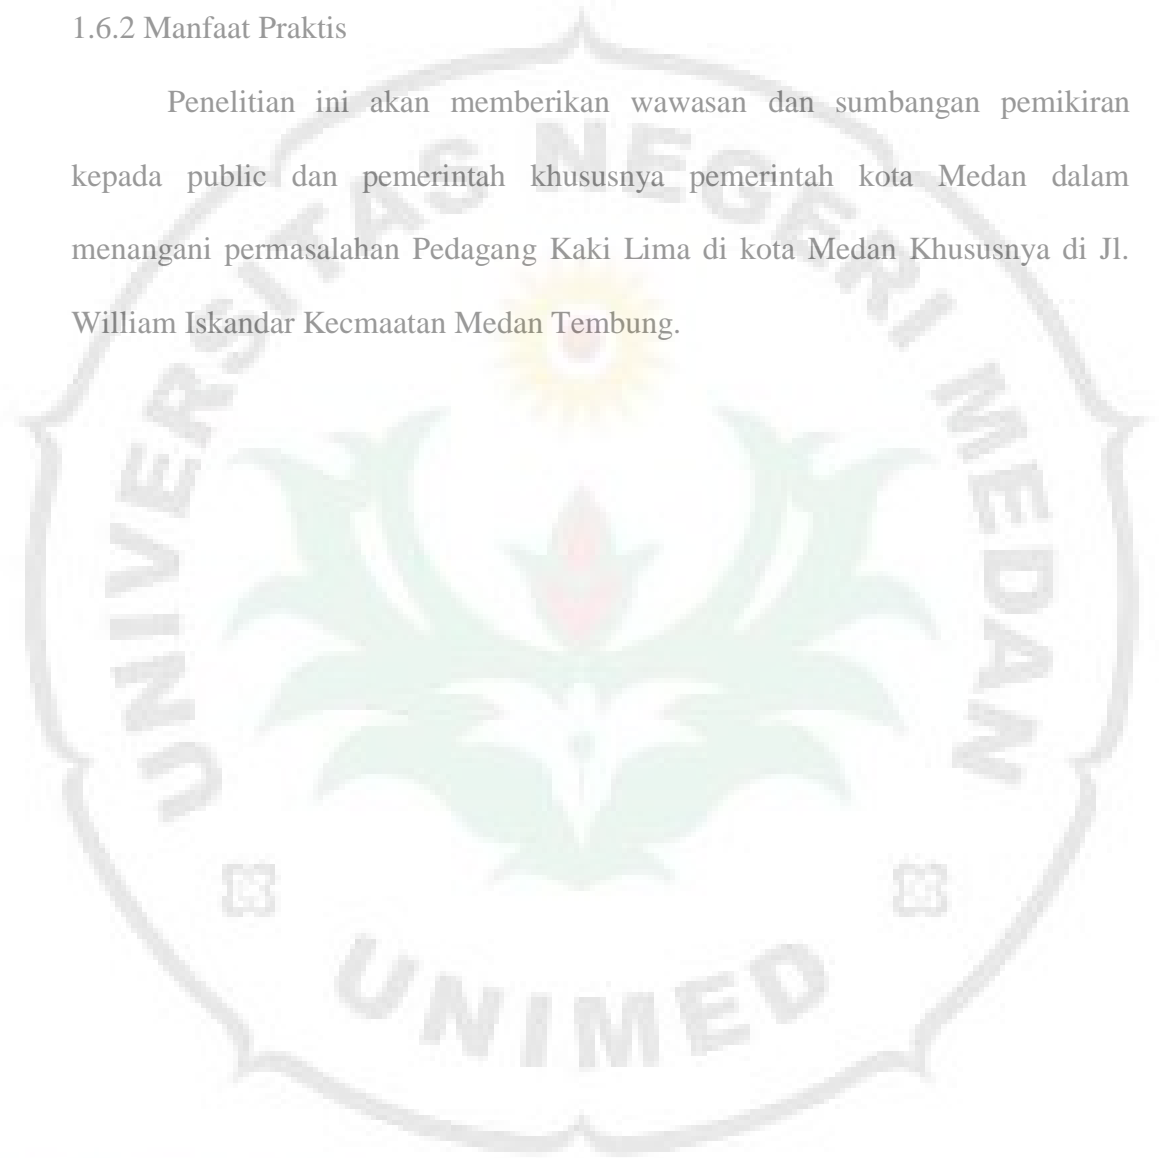 1.6.2 Manfaat Praktis
Penelitian ini akan memberikan wawasan dan sumbangan pemikiran
kepada public dan pemerintah khususnya pemerintah kota Medan dalam
menangani permasalahan Pedagang Kaki Lima di kota Medan Khususnya di Jl.
William Iskandar Kecmaatan Medan Tembung.
UNIVERSITAS NEGERI MEDAN
UNIMED